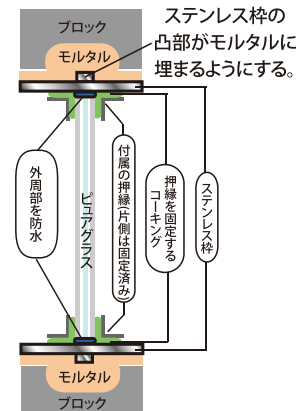 ステンレス枠の
凸部がモルタルに
埋まるようにする。
ブロック
モルタル
外周部を防水
ピュアグラス
付属の押縁(片側は固定済み)
押縁を固定する
コーキング
ステンレス枠
モルタル
ブロック